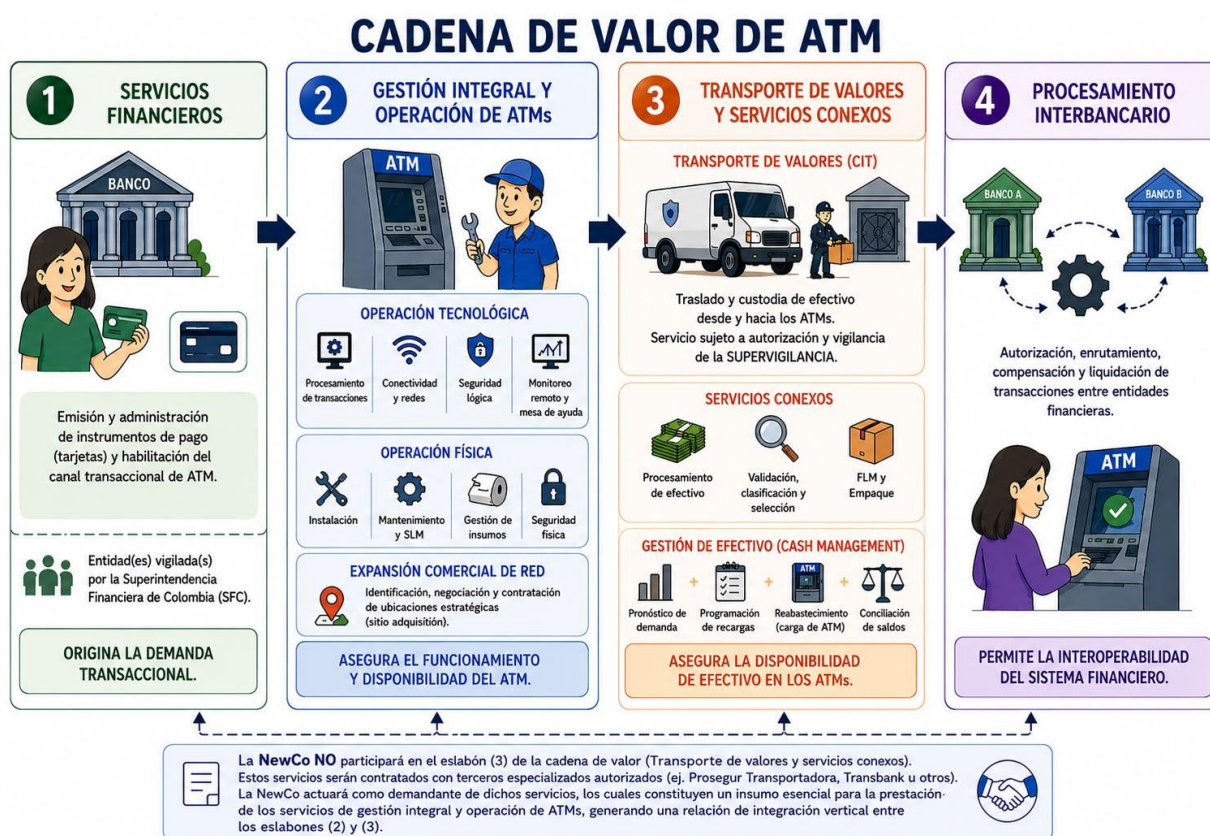 CADENA DE VALOR DE ATM
1
SERVICIOS
FINANCIEROS
BANCO
Emisión y administración
de instrumentos de pago
(tarjetas) y habilitación del
canal transaccional de ATM.
Entidad(es) vigilada(s)
por la Superintendencia
Financiera de Colombia (SFC).
ORIGINA LA DEMANDA
TRANSACCIONAL.
2
GESTIÓN INTEGRAL Y
OPERACIÓN DE ATMs
ATM
OPERACIÓN TECNOLÓGICA
Procesamiento
de transacciones
Conectividad
y redes
Seguridad
lógica
Monitoreo
remoto y
mesa de ayuda
OPERACIÓN FÍSICA
Instalación
Mantenimiento
y SLM
Gestión de
insumos
Seguridad
física
EXPANSIÓN COMERCIAL DE RED
Identificación, negociación y contratación
de ubicaciones estratégicas
(sitio adquisitión).
ASEGURA EL FUNCIONAMIENTO
Y DISPONIBILIDAD DEL ATM.
3
TRANSPORTE DE VALORES
Y SERVICIOS CONEXOS
TRANSPORTE DE VALORES (CIT)
Traslado y custodia de efectivo
desde y hacia los ATMs.
Servicio sujeto a autorización y vigilancia
de la SUPERVIGILANCIA.
SERVICIOS CONEXOS
Procesamiento
de efectivo
Validación,
clasificación y
selección
FLM y
Empaque
GESTIÓN DE EFECTIVO (CASH MANAGEMENT)
ATM
Pronóstico de
demanda
+
Programación
de recargas
+
Reabastecimiento
(carga de ATM)
+
Conciliación
de saldos
ASEGURA LA DISPONIBILIDAD
DE EFECTIVO EN LOS ATMs.
4
PROCESAMIENTO
INTERBANCARIO
BANCO A
BANCO B
Autorización, enrutamiento,
compensación y liquidación de
transacciones entre entidades
financieras.
ATM
PERMITE LA INTEROPERABILIDAD
DEL SISTEMA FINANCIERO.
La NewCo NO participará en el eslabón (3) de la cadena de valor (Transporte de valores y servicios conexos).
Estos servicios serán contratados con terceros especializados autorizados (ej. Prosegur Transportadora, Transbank u otros).
La NewCo actuará como demandante de dichos servicios, los cuales constituyen un insumo esencial para la prestación
de los servicios de gestión integral y operación de ATMs, generando una relación de integración vertical entre
los eslabones (2) y (3).